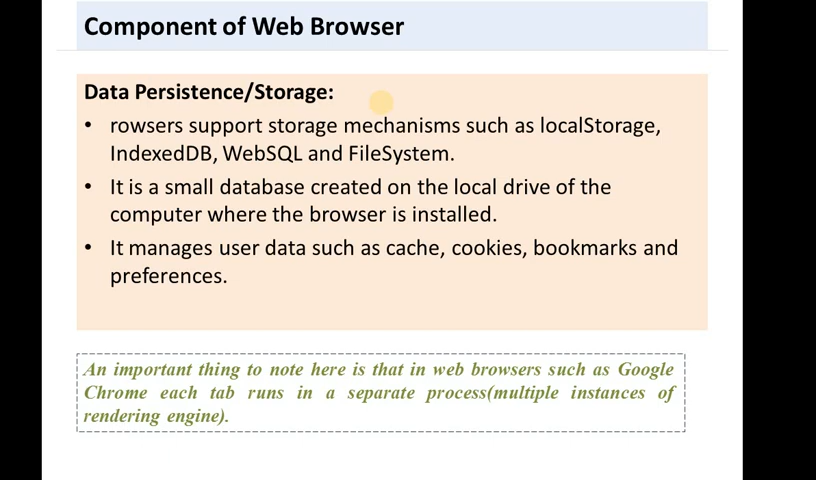 Component of Web Browser
Data Persistence/Storage:
• rowsers support storage mechanisms such as localStorage,
IndexedDB, WebSQL and FileSystem.
• It is a small database created on the local drive of the
computer where the browser is installed.
• It manages user data such as cache, cookies, bookmarks and
preferences.
An important thing to note here is that in web browsers such as Google
Chrome each tab runs in a separate process(multiple instances of
rendering engine).